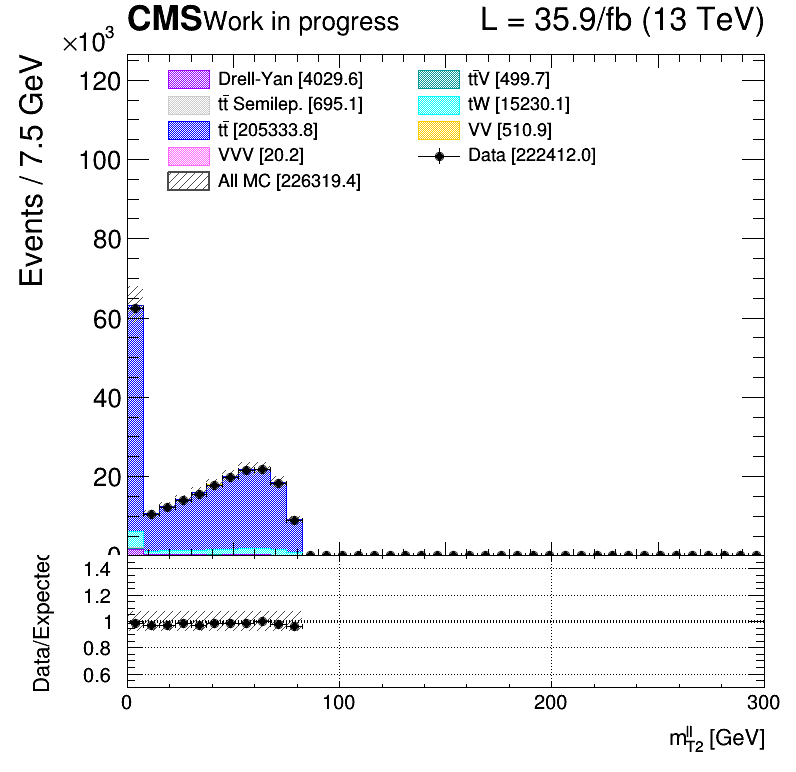 CMS Work in progress L = 35.9/fb (13 TeV)
×10³
Events / 7.5 GeV
120
100
80
60
40
20
0
Drell-Yan [4029.6]
tt̄ Semilep. [695.1]
tt̄ [205333.8]
VVV [20.2]
All MC [226319.4]
tt̄V [499.7]
tW [15230.1]
VV [510.9]
Data [222412.0]
Data/Expected
1.4
1.2
1
0.8
0.6
0 100 200 300
m_T2^ll [GeV]